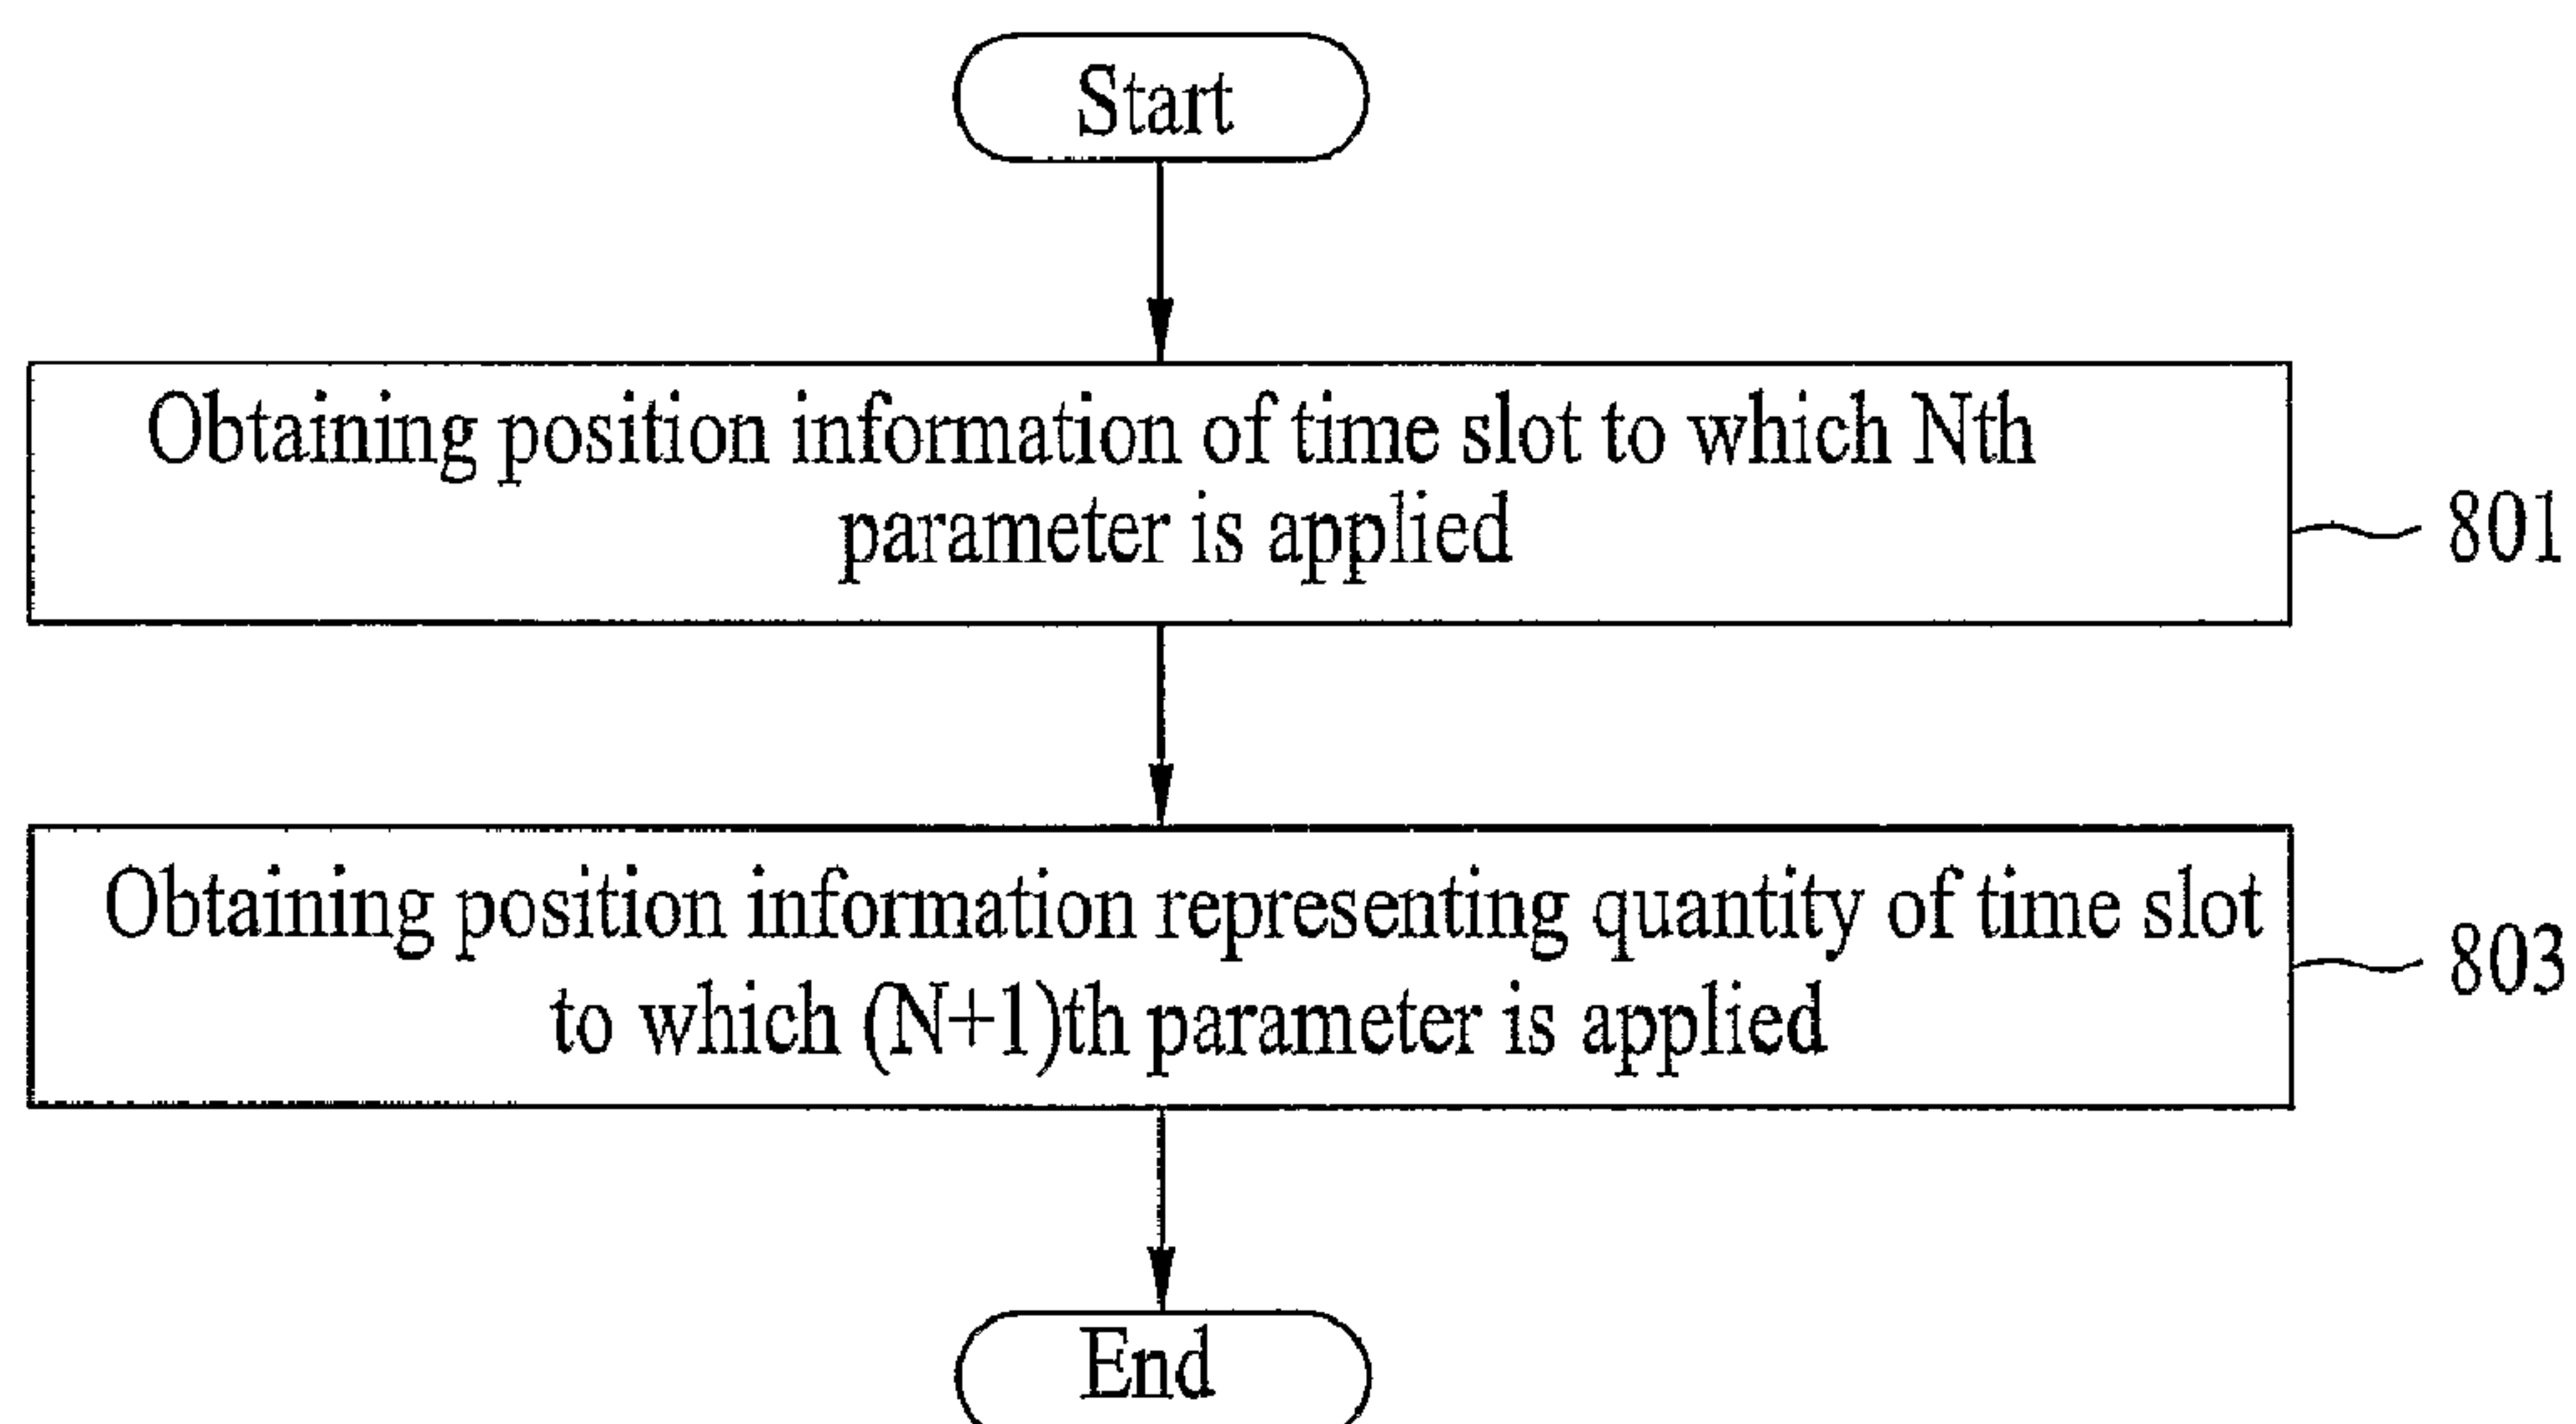 Start
Obtaining position information of time slot to which Nth
parameter is applied
801
Obtaining position information representing quantity of time slot
to which (N+1)th parameter is applied
803
End